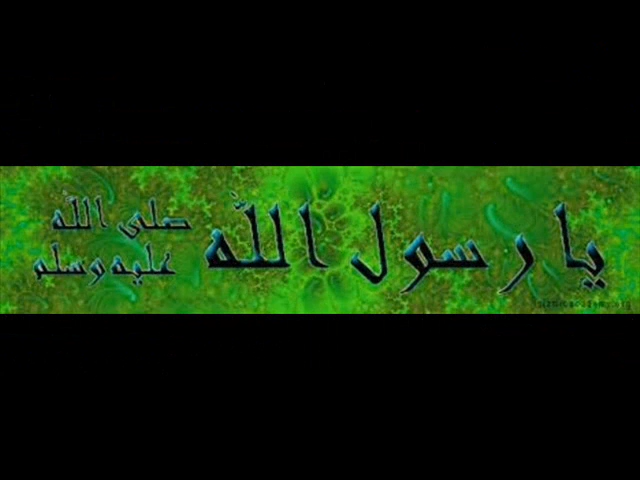 يا رسول الله
صلى الله
عليه وسلم